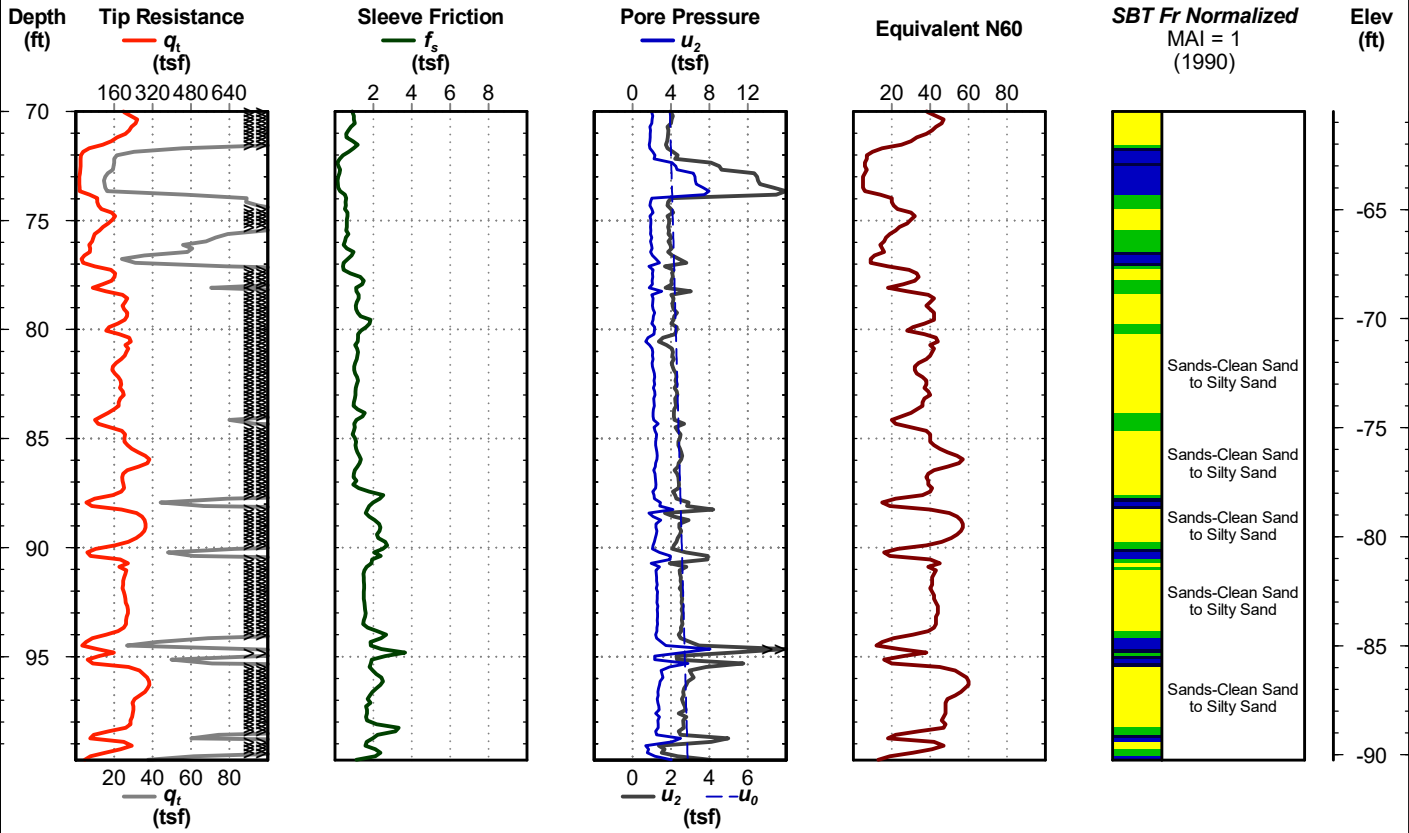 Depth
(ft)
Tip Resistance
qt
(tsf)
160 320 480 640
Sleeve Friction
fs
(tsf)
2 4 6 8
Pore Pressure
u2
(tsf)
0 4 8 12
Equivalent N60
20 40 60 80
SBT Fr Normalized
MAI = 1
(1990)
Elev
(ft)
70
75
80
85
90
95
Sands-Clean Sand
to Silty Sand
Sands-Clean Sand
to Silty Sand
Sands-Clean Sand
to Silty Sand
Sands-Clean Sand
to Silty Sand
Sands-Clean Sand
to Silty Sand
-65
-70
-75
-80
-85
-90
20 40 60 80
qt
(tsf)
0 2 4 6
u2 u0
(tsf)